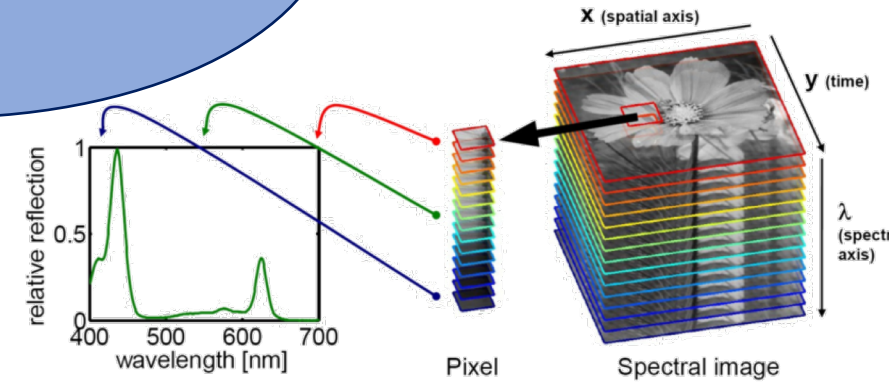 x (spatial axis)
y (time)
λ
(spectr
axis)
relative reflection
1
0.5
0
400 500 600 700
wavelength [nm]
Pixel
Spectral image